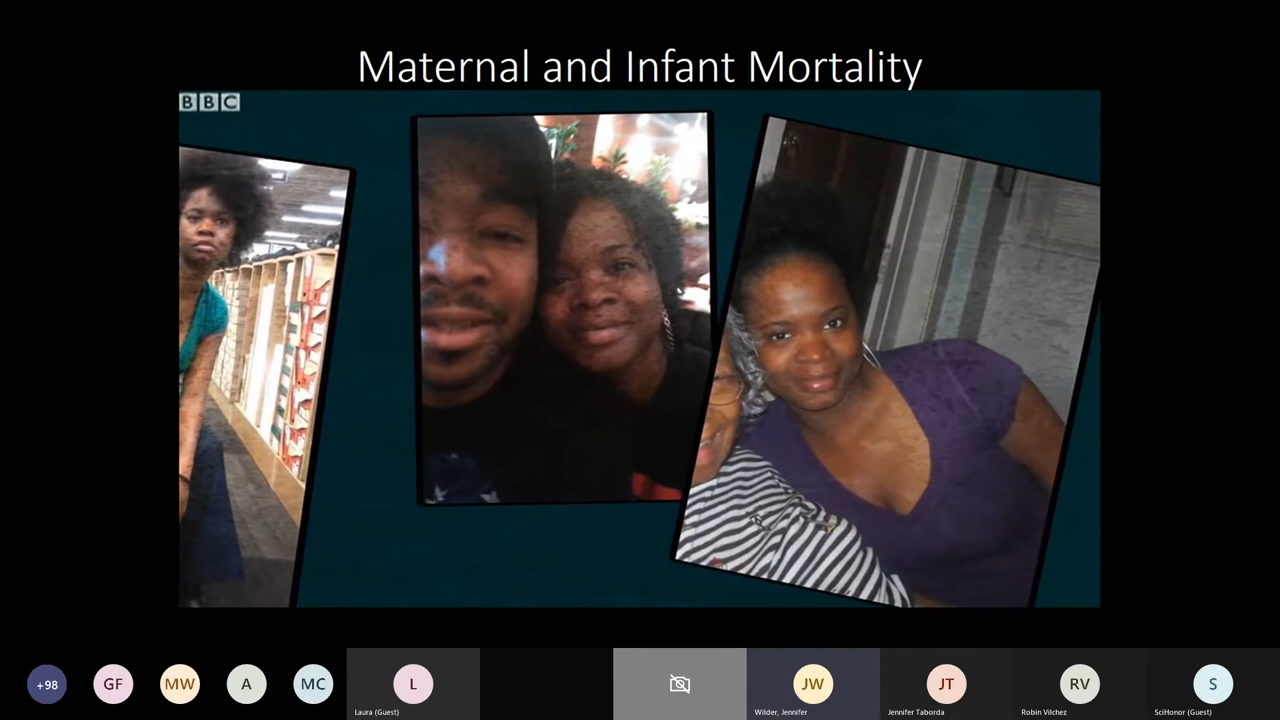 Maternal and Infant Mortality
BBC
+98
GF
MW
A
MC
L
JW
JT
RV
S
Laura (Guest)
Wilder, Jennifer
Jennifer Taborda
Robin Vilchez
SciHonor (Guest)